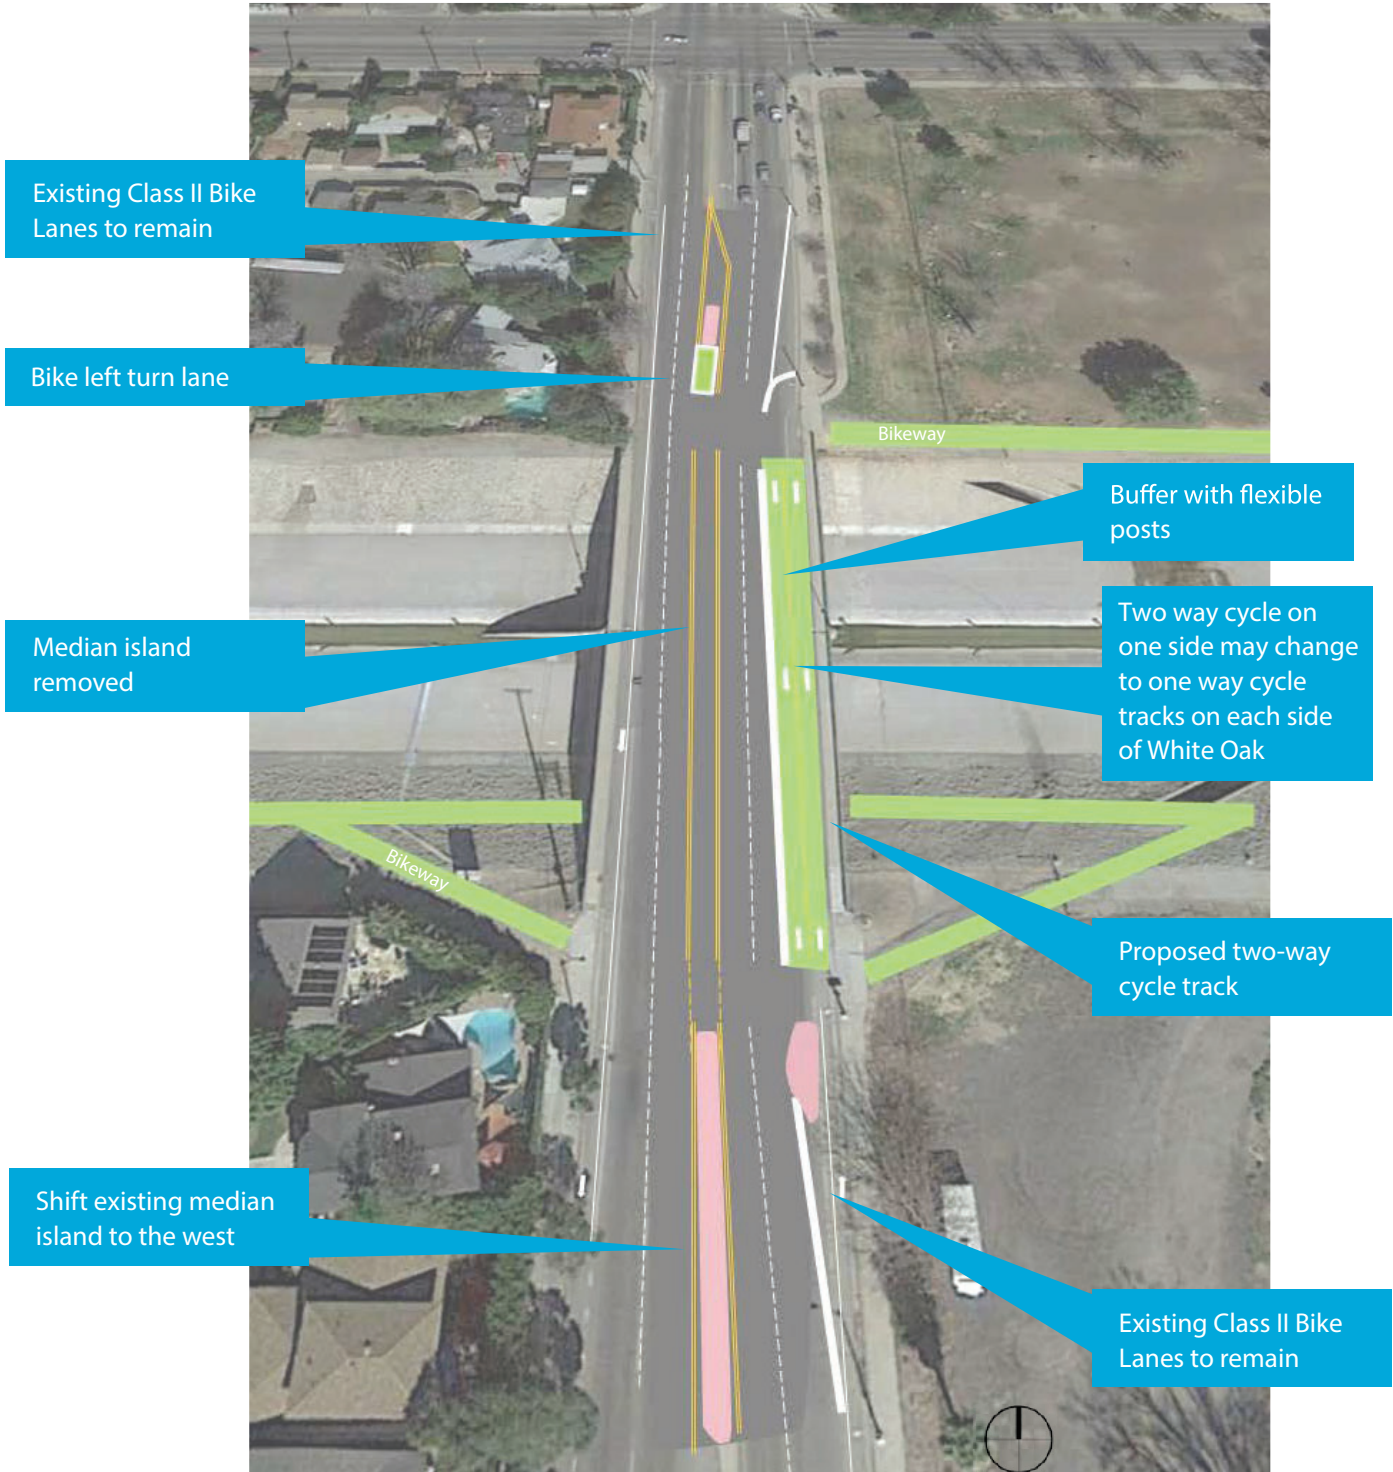 Existing Class II Bike
Lanes to remain
Bike left turn lane
Bikeway
Buffer with flexible
posts
Two way cycle on
one side may change
to one way cycle
tracks on each side
of White Oak
Median island
removed
Bikeway
Proposed two-way
cycle track
Shift existing median
island to the west
Existing Class II Bike
Lanes to remain